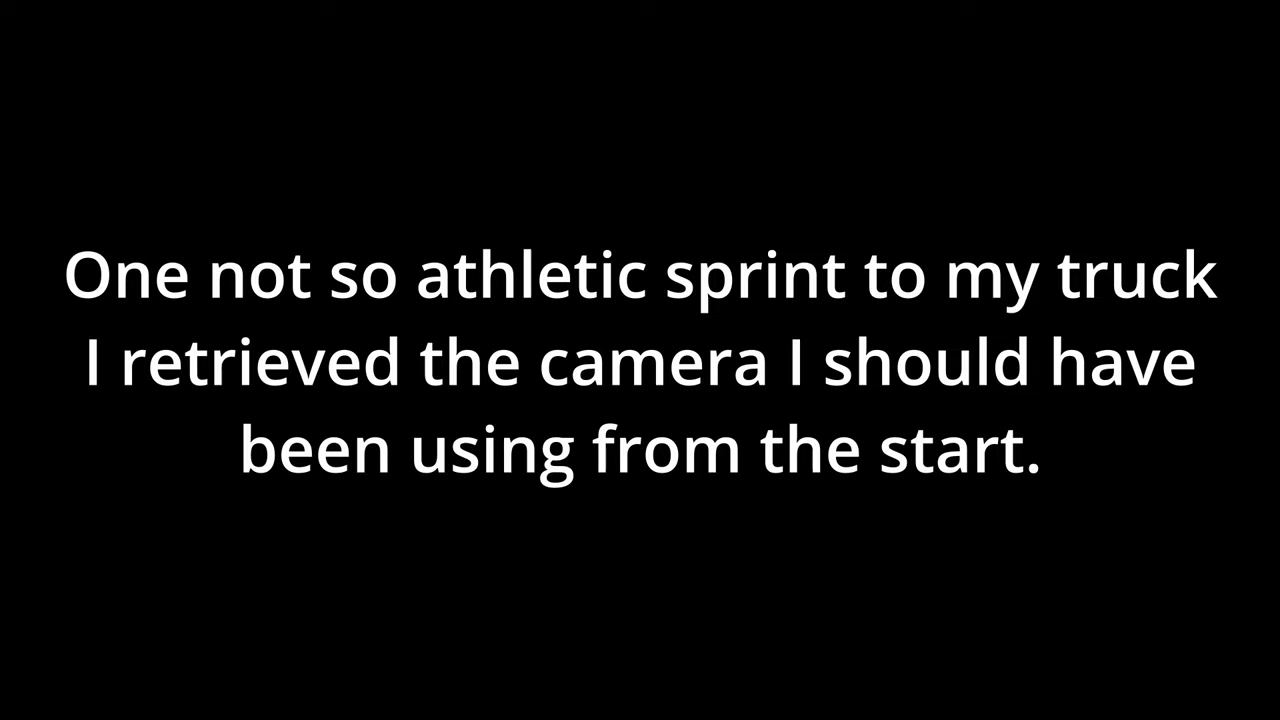 One not so athletic sprint to my truck
I retrieved the camera I should have
been using from the start.